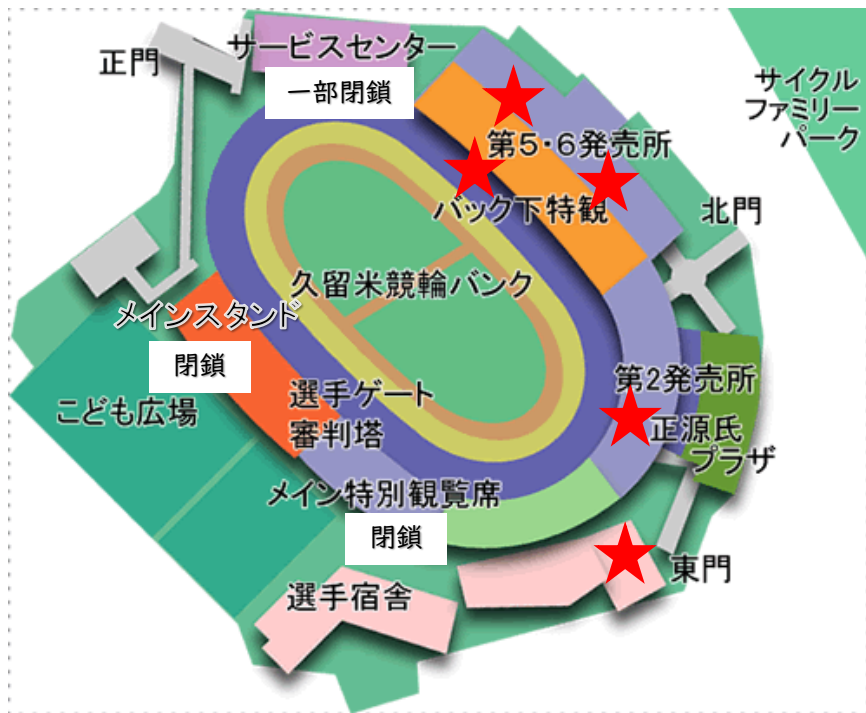 サービスセンター
正門
一部閉鎖
サイクル
ファミリー
パーク
第5・6発売所
バック下特観
北門
久留米競輪バンク
メインスタンド
閉鎖
第2発売所
選手ゲート
こども広場
正源氏
審判塔
プラザ
メイン特別観覧席
閉鎖
東門
選手宿舎